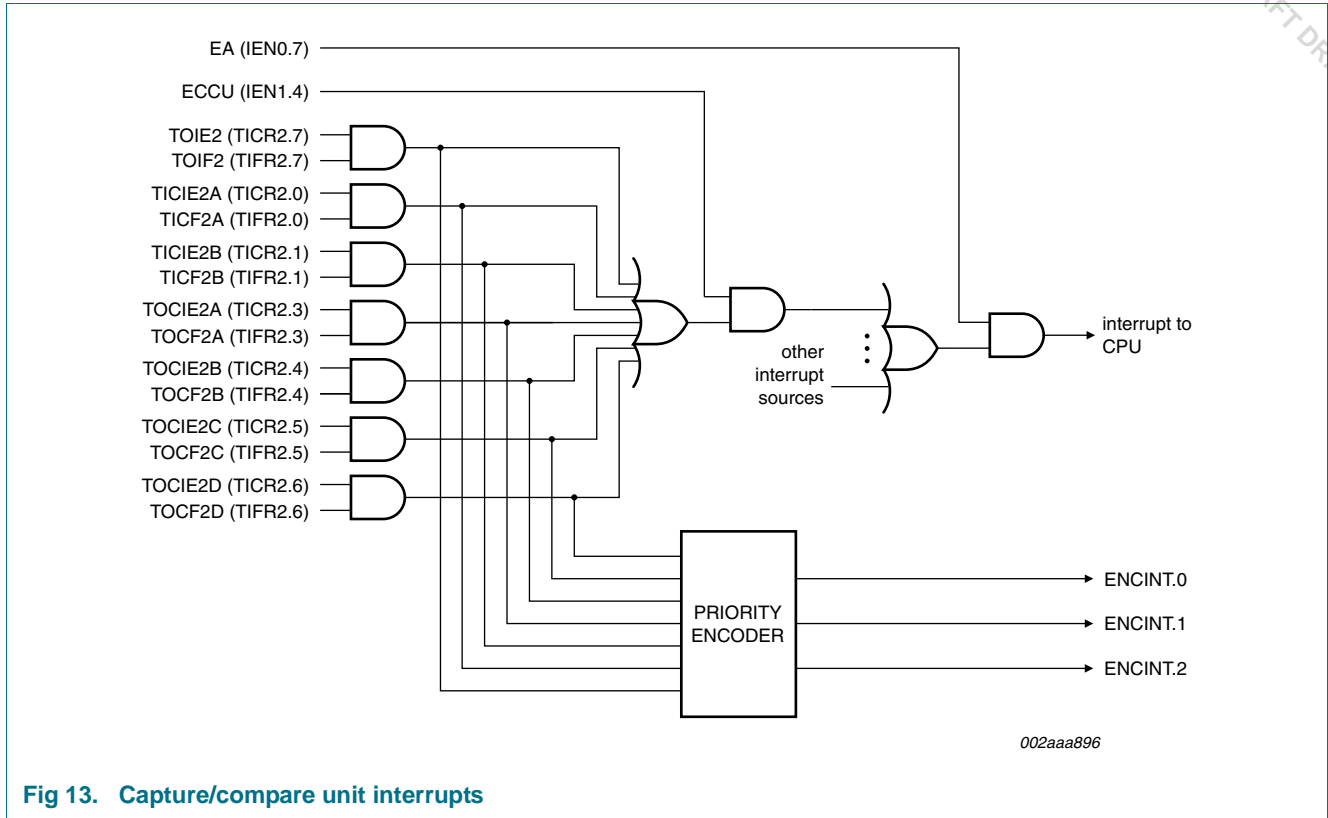 EA (IEN0.7)
ECCU (IEN1.4)
TOIE2 (TICR2.7)
TOIF2 (TIFR2.7)
TICIE2A (TICR2.0)
TICF2A (TIFR2.0)
TICIE2B (TICR2.1)
TICF2B (TIFR2.1)
TOCIE2A (TICR2.3)
TOCF2A (TIFR2.3)
TOCIE2B (TICR2.4)
TOCF2B (TIFR2.4)
TOCIE2C (TICR2.5)
TOCF2C (TIFR2.5)
TOCIE2D (TICR2.6)
TOCF2D (TIFR2.6)
other
interrupt
sources
interrupt to
CPU
PRIORITY
ENCODER
ENCINT.0
ENCINT.1
ENCINT.2
002aaa896
Fig 13. Capture/compare unit interrupts